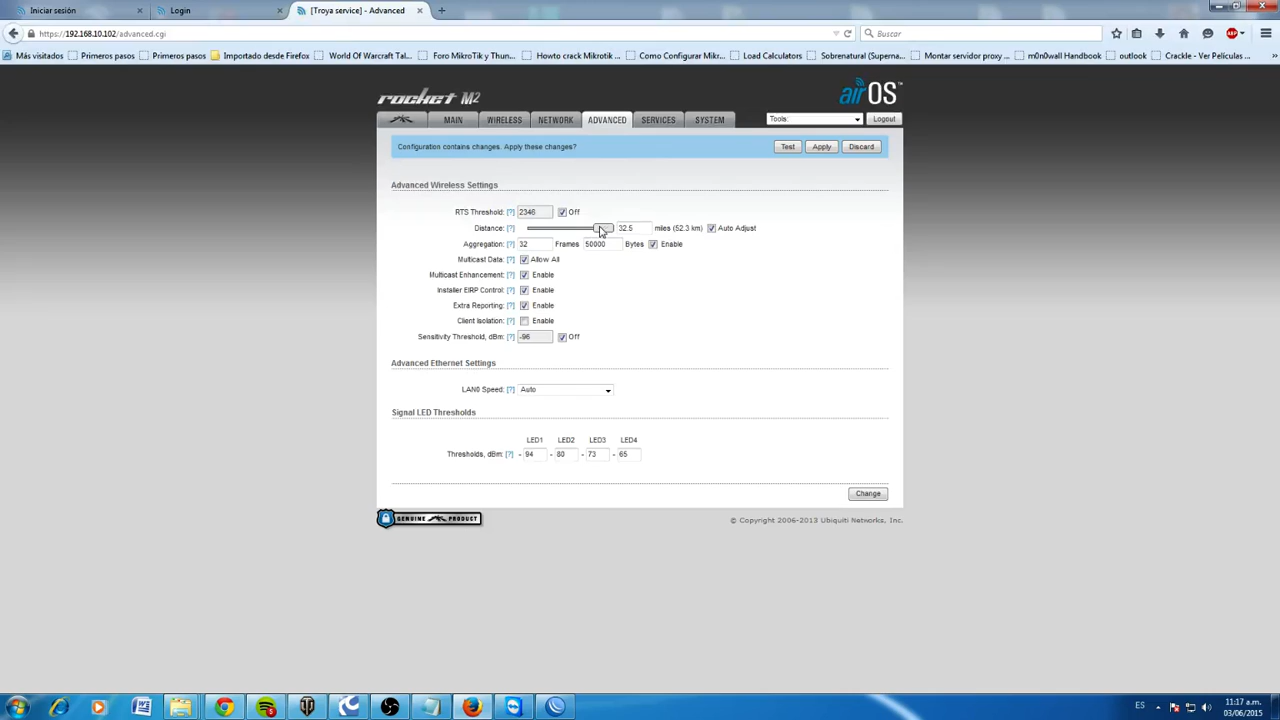 Iniciar sesión
Login
[Troya service] - Advanced
https://192.168.10.102/advanced.cgi
Buscar
Más visitados
Primeros pasos
Primeros pasos
Importado desde Firefox
World Of Warcraft Tal...
Foro MikroTik y Thun...
Howto crack Mikrotik ...
Como Configurar Mikr...
Load Calculators
Sobrenatural (Superna...
Montar servidor proxy ...
m0n0wall Handbook
outlook
Crackle - Ver Películas ...
rocket M2
airOS™
MAIN
WIRELESS
NETWORK
ADVANCED
SERVICES
SYSTEM
Tools:
Logout
Configuration contains changes. Apply these changes?
Test
Apply
Discard
Advanced Wireless Settings
RTS Threshold: [?] 2346 Off
Distance: [?] 32.5 miles (52.3 km) Auto Adjust
Aggregation: [?] 32 Frames 50000 Bytes Enable
Multicast Data: [?] Allow All
Multicast Enhancement: [?] Enable
Installer EIRP Control: [?] Enable
Extra Reporting: [?] Enable
Client Isolation: [?] Enable
Sensitivity Threshold, dBm: [?] -96 Off
Advanced Ethernet Settings
LAN0 Speed: [?] Auto
Signal LED Thresholds
LED1 LED2 LED3 LED4
Thresholds, dBm: [?] - 94 - 80 - 73 - 65
Change
GENUINE PRODUCT
© Copyright 2006-2013 Ubiquiti Networks, Inc.
ES
11:17 a.m.
03/06/2015